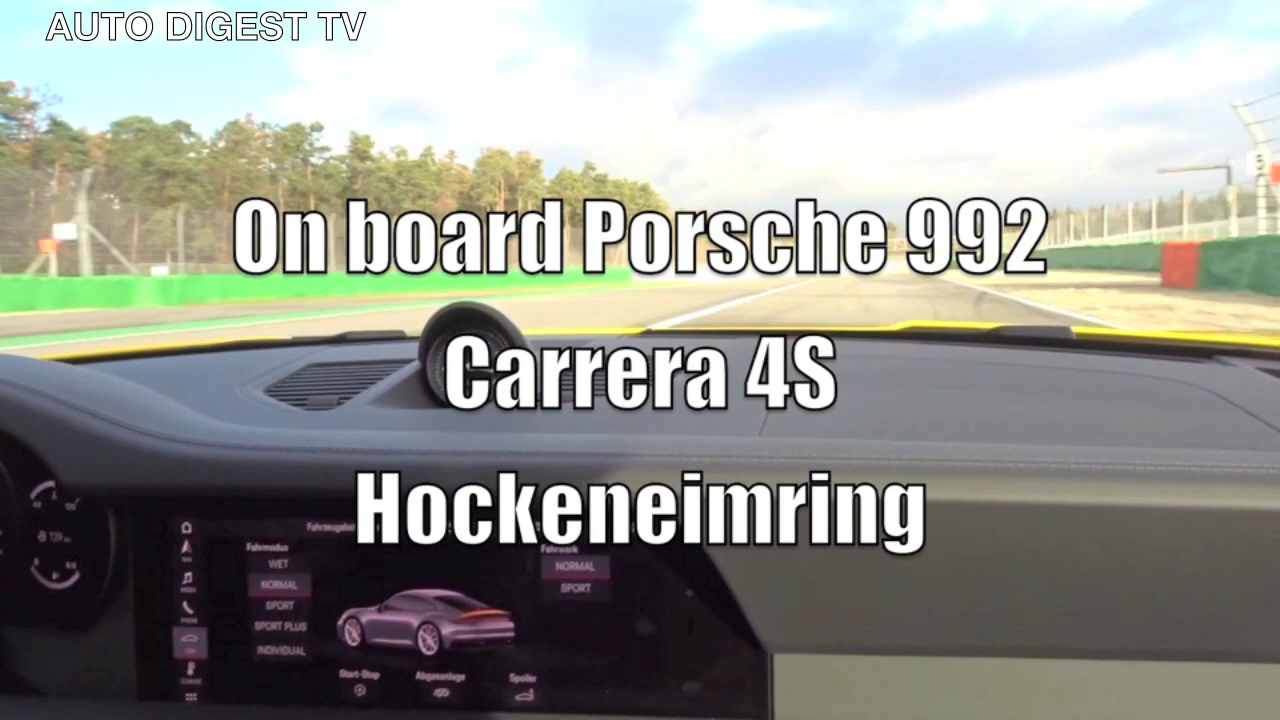 AUTO DIGEST TV
On board Porsche 992
Carrera 4S
Hockeneimring
Fahrmodus
WET
NORMAL
SPORT
SPORT PLUS
INDIVIDUAL
Fahrwerk
NORMAL
SPORT
Start-Stop
Abgasanlage
Spoiler
5